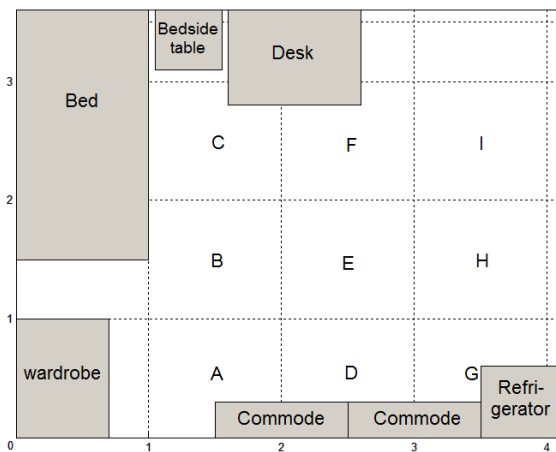 Bedside
table
Desk
3
Bed
C
F
I
2
B
E
H
1
wardrobe
A
D
G
Refri-
gerator
Commode
Commode
0
1
2
3
4